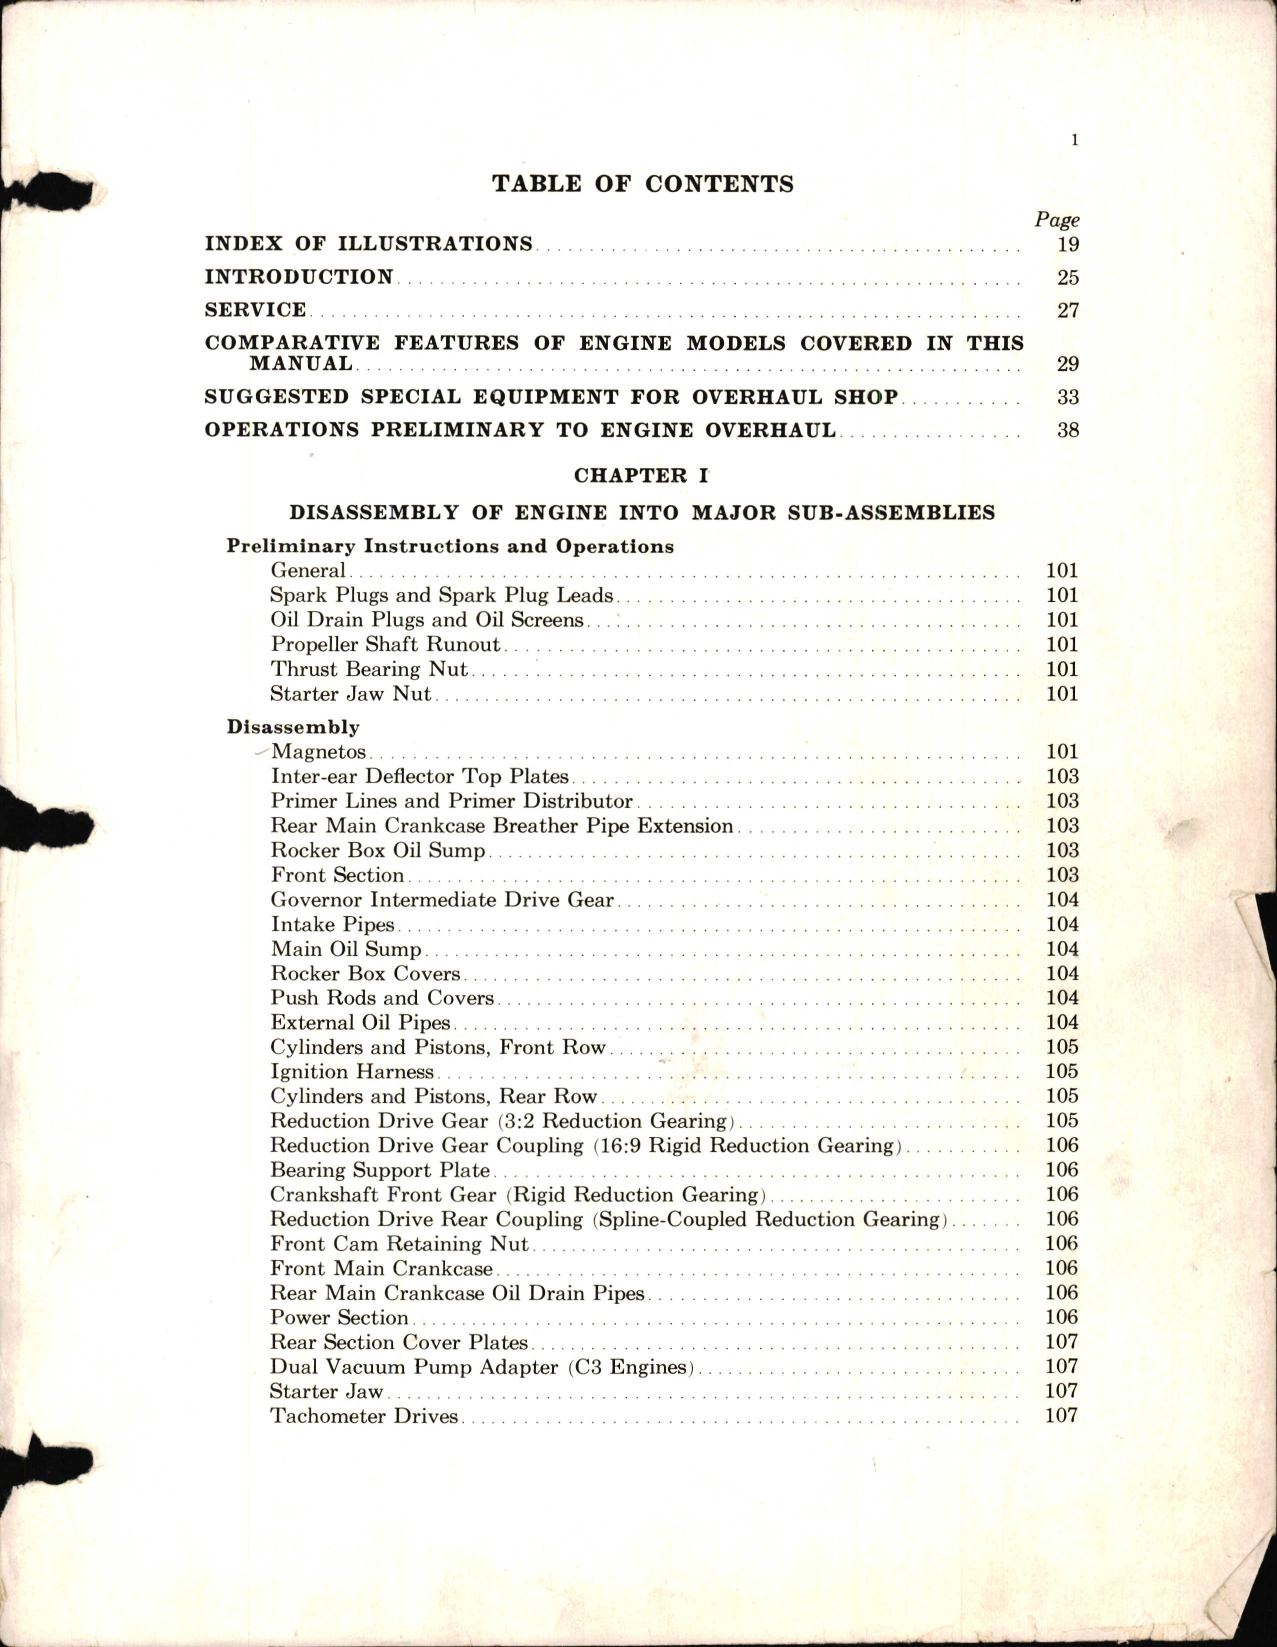 1
TABLE OF CONTENTS
Page
INDEX OF ILLUSTRATIONS 19
INTRODUCTION 25
SERVICE 27
COMPARATIVE FEATURES OF ENGINE MODELS COVERED IN THIS
MANUAL 29
SUGGESTED SPECIAL EQUIPMENT FOR OVERHAUL SHOP 33
OPERATIONS PRELIMINARY TO ENGINE OVERHAUL 38
CHAPTER I
DISASSEMBLY OF ENGINE INTO MAJOR SUB-ASSEMBLIES
Preliminary Instructions and Operations
General 101
Spark Plugs and Spark Plug Leads 101
Oil Drain Plugs and Oil Screens 101
Propeller Shaft Runout 101
Thrust Bearing Nut 101
Starter Jaw Nut 101
Disassembly
Magnetos 101
Inter-ear Deflector Top Plates 103
Primer Lines and Primer Distributor 103
Rear Main Crankcase Breather Pipe Extension 103
Rocker Box Oil Sump 103
Front Section 103
Governor Intermediate Drive Gear 104
Intake Pipes 104
Main Oil Sump 104
Rocker Box Covers 104
Push Rods and Covers 104
External Oil Pipes 104
Cylinders and Pistons, Front Row 105
Ignition Harness 105
Cylinders and Pistons, Rear Row 105
Reduction Drive Gear (3:2 Reduction Gearing) 105
Reduction Drive Gear Coupling (16:9 Rigid Reduction Gearing) 106
Bearing Support Plate 106
Crankshaft Front Gear (Rigid Reduction Gearing) 106
Reduction Drive Rear Coupling (Spline-Coupled Reduction Gearing) 106
Front Cam Retaining Nut 106
Front Main Crankcase 106
Rear Main Crankcase Oil Drain Pipes 106
Power Section 106
Rear Section Cover Plates 107
Dual Vacuum Pump Adapter (C3 Engines) 107
Starter Jaw 107
Tachometer Drives 107